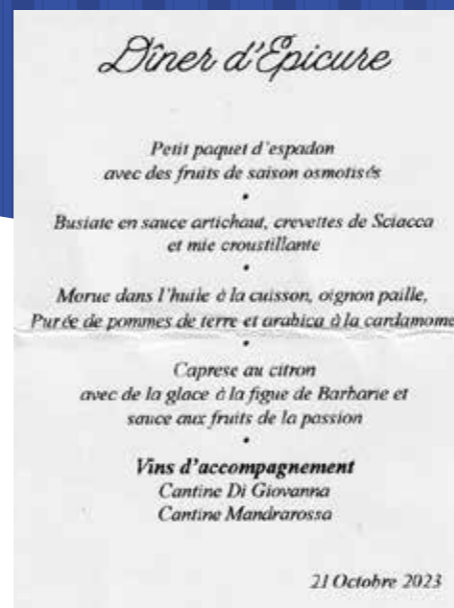 Dîner d'Epicure
Petit paquet d'espadon
avec des fruits de saison osmotisés
•
Busiate en sauce artichaut, crevettes de Sciacca
et mie croustillante
•
Morue dans l'huile à la cuisson, oignon paille,
Purée de pommes de terre et arabica à la cardamome
•
Caprese au citron
avec de la glace à la figue de Barbarie et
sauce aux fruits de la passion
•
Vins d'accompagnement
Cantine Di Giovanna
Cantine Mandrarossa
21 Octobre 2023